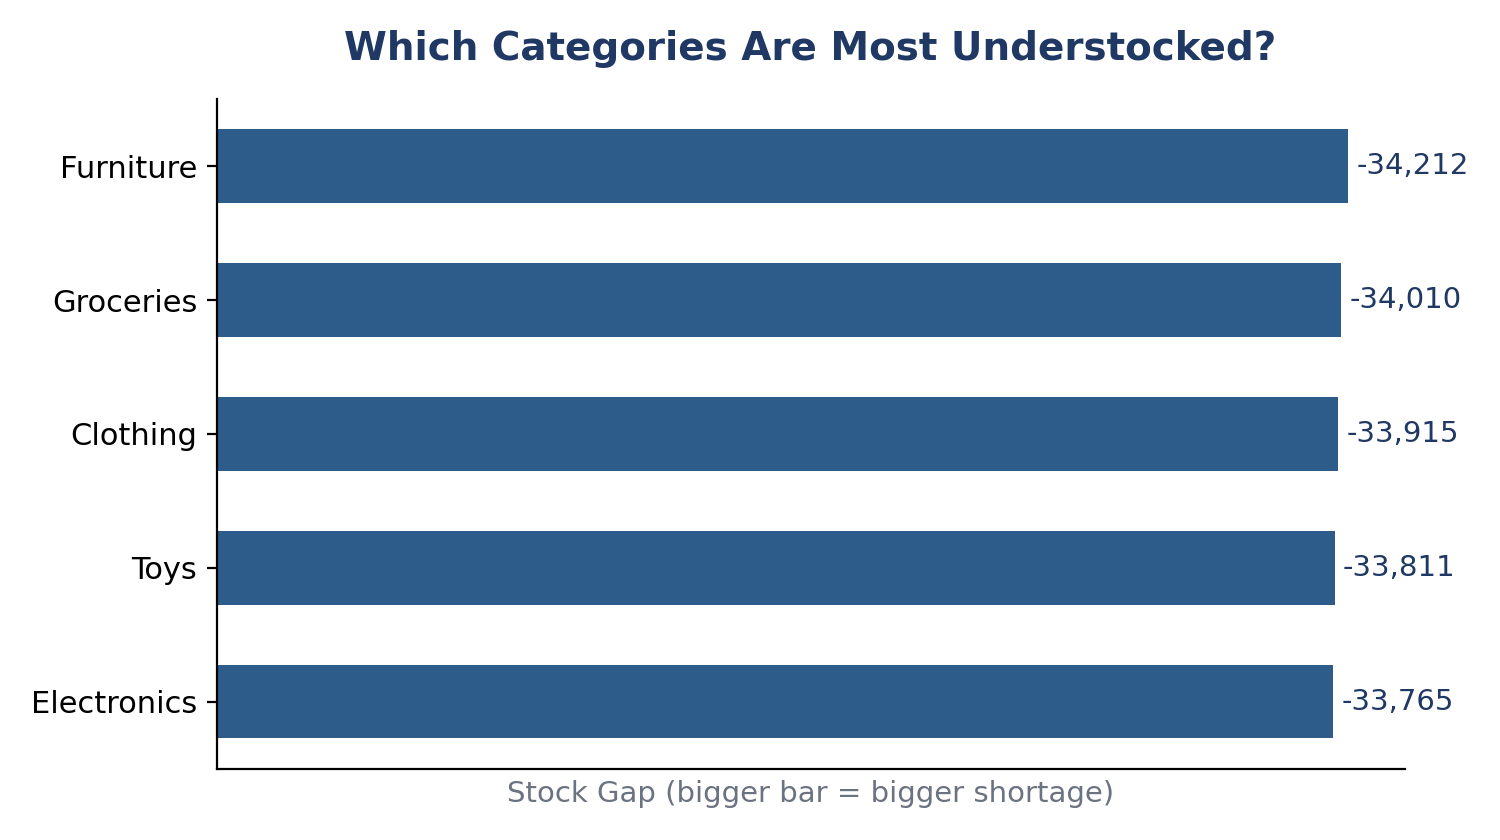 Which Categories Are Most Understocked?
Furniture
-34,212
Groceries
-34,010
Clothing
-33,915
Toys
-33,811
Electronics
-33,765
Stock Gap (bigger bar = bigger shortage)